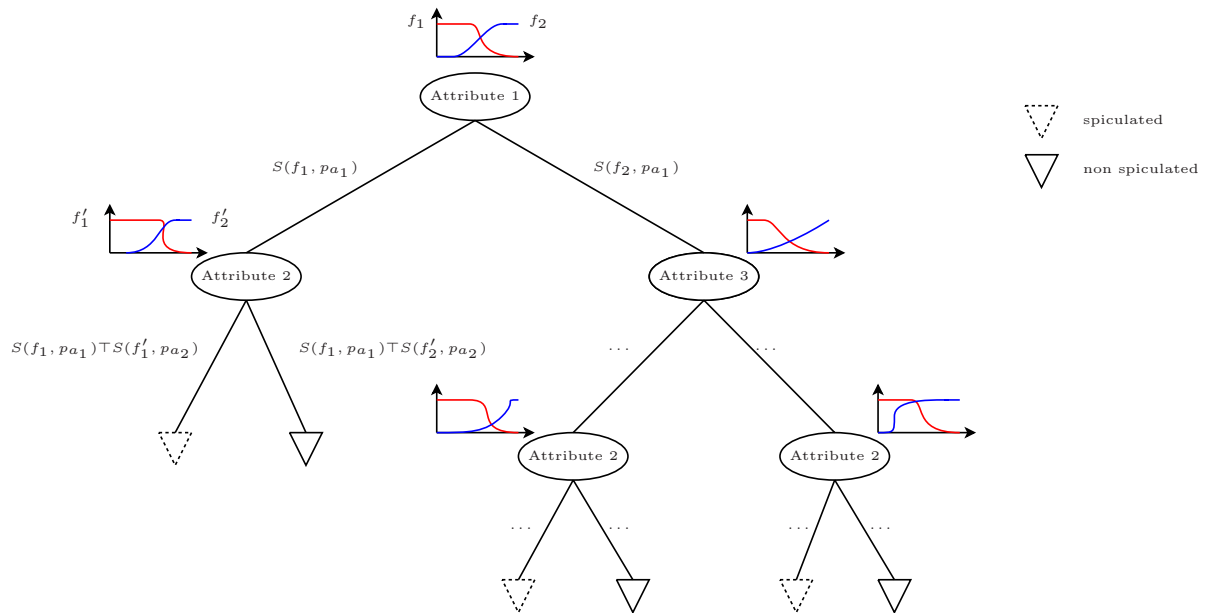 f₁ f₂
Attribute 1
spiculated
non spiculated
S(f₁, pₐ₁) S(f₂, pₐ₁)
f′₁ f′₂
Attribute 2 Attribute 3
S(f₁, pₐ₁)⊤S(f′₁, pₐ₂) S(f₁, pₐ₁)⊤S(f′₂, pₐ₂) ... ...
Attribute 2 Attribute 2
... ... ... ...